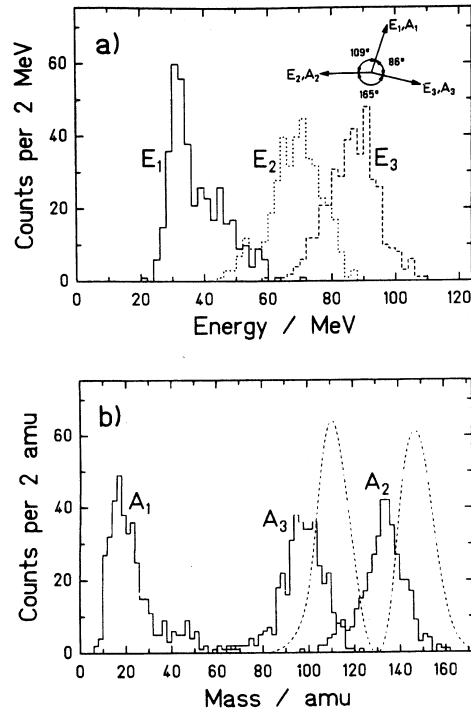 a)
E₁,A₁
109°
86°
E₂,A₂
E₃,A₃
165°
Counts per 2 MeV
60
40
20
0
E₁
E₂
E₃
0 20 40 60 80 100 120
Energy / MeV
b)
Counts per 2 amu
60
40
20
0
A₁
A₃
A₂
0 20 40 60 80 100 120 140 160
Mass / amu